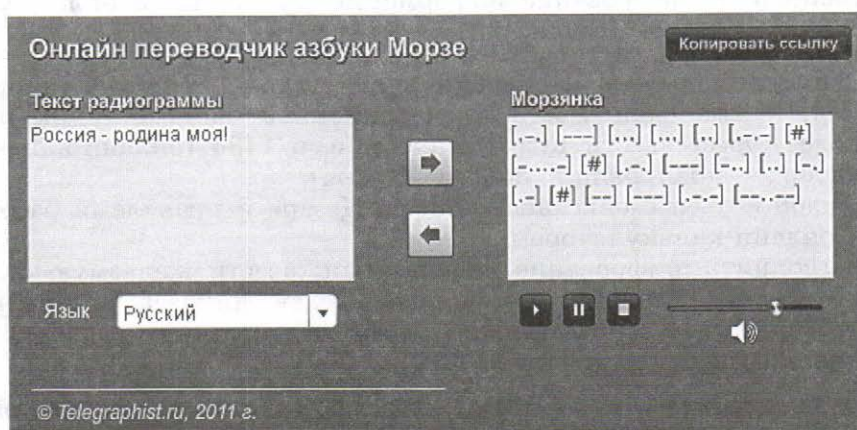 Онлайн переводчик азбуки Морзе
Копировать ссылку
Текст радиограммы
Россия - родина моя!
Морзянка
[.-.] [---] [...] [...] [..] [.-.-] [#]
[-....-] [#] [.-.] [---] [-..] [..] [-.]
[.-] [#] [--] [---] [.-.-] [--..--]
Язык
Русский
© Telegraphist.ru, 2011 г.